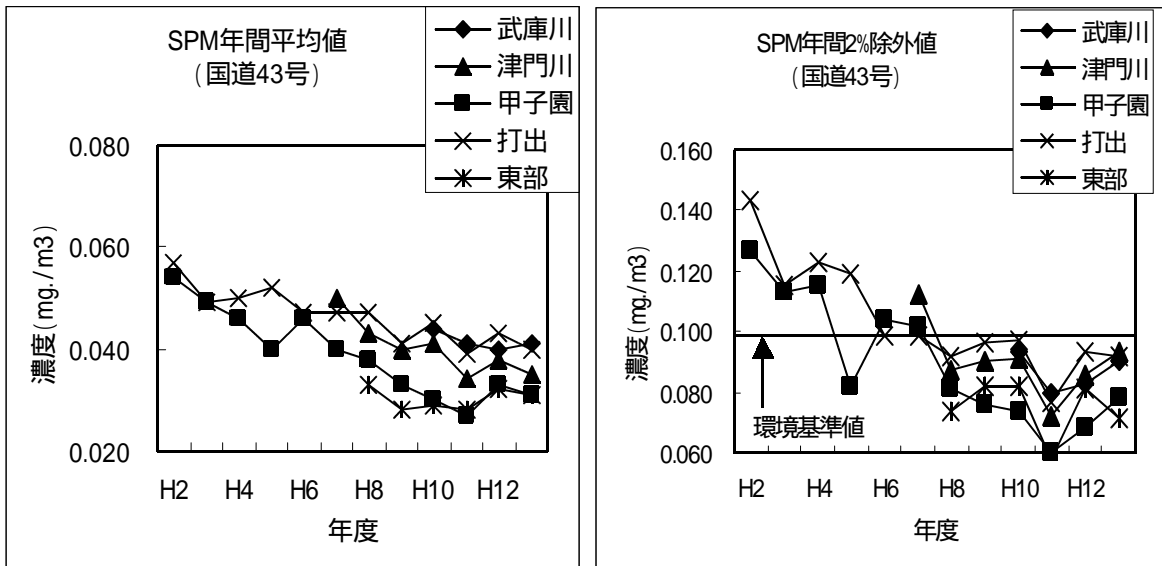 SPM年間平均値
(国道43号)
武庫川
津門川
甲子園
打出
東部
0.080
0.060
0.040
0.020
濃度(mg./m3)
H2
H4
H6
H8
H10
H12
年度
SPM年間2%除外値
(国道43号)
武庫川
津門川
甲子園
打出
東部
0.160
0.140
0.120
0.100
0.080
0.060
濃度(mg./m3)
環境基準値
H2
H4
H6
H8
H10
H12
年度